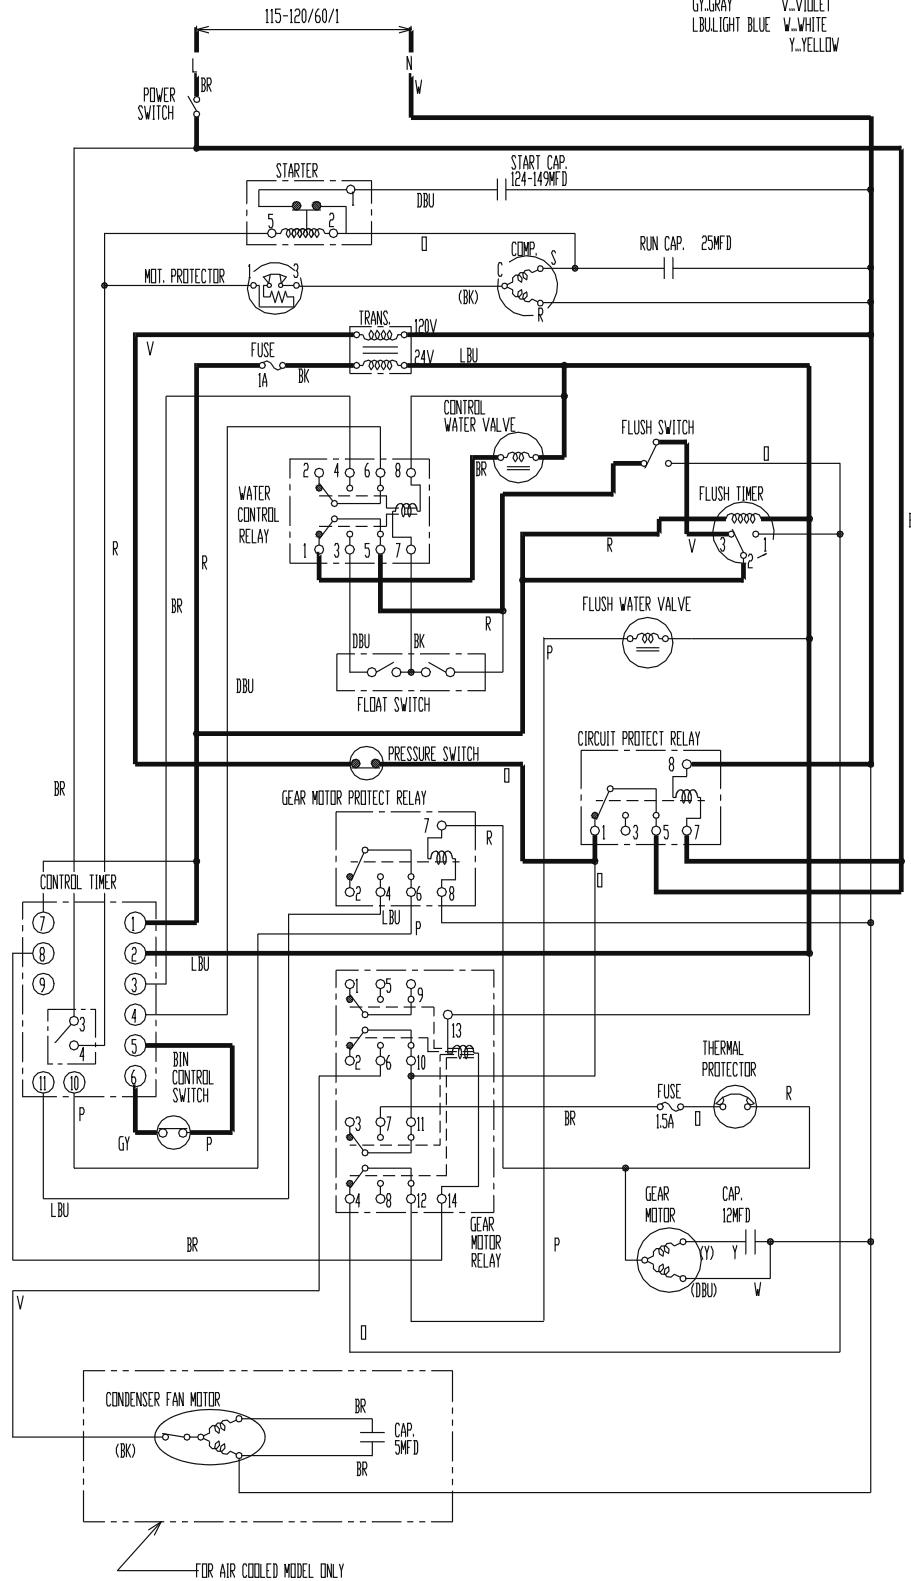 GY..GRAY V...VIOLET
LBU.LIGHT BLUE W...WHITE
Y...YELLOW
115-120/60/1
L
N
BR
W
POWER
SWITCH
STARTER
START CAP.
124-149MFD
1
DBU
5
2
O
COMP.
S
RUN CAP. 25MFD
MOT. PROTECTOR
1
3
C
(BK)
R
TRANS.
120V
V
FUSE
24V
LBU
1A
BK
CONTROL
WATER VALVE
FLUSH SWITCH
BR
O
2 4 6 8
WATER
CONTROL
RELAY
FLUSH TIMER
R
R
BR
1 3 5 7
R
V
3
1
2
FLUSH WATER VALVE
R
DBU
BK
P
DBU
FLOAT SWITCH
CIRCUIT PROTECT RELAY
PRESSURE SWITCH
8
O
BR
GEAR MOTOR PROTECT RELAY
7
R
1 3 5 7
CONTROL TIMER
O
2 4 6 8
LBU
P
7
1
8
2
LBU
9
3
1 5 9
4
3
13
5
4
BIN
CONTROL
SWITCH
2 6 10
THERMAL
PROTECTOR
6
11 10
FUSE
R
P
1.5A
O
3 7 11
BR
GY
P
4 8 12 14
LBU
GEAR
MOTOR
CAP.
12MFD
GEAR
MOTOR
RELAY
BR
P
(Y)
Y
(DBU)
W
V
O
CONDENSER FAN MOTOR
BR
CAP.
5MFD
(BK)
BR
FOR AIR COOLED MODEL ONLY